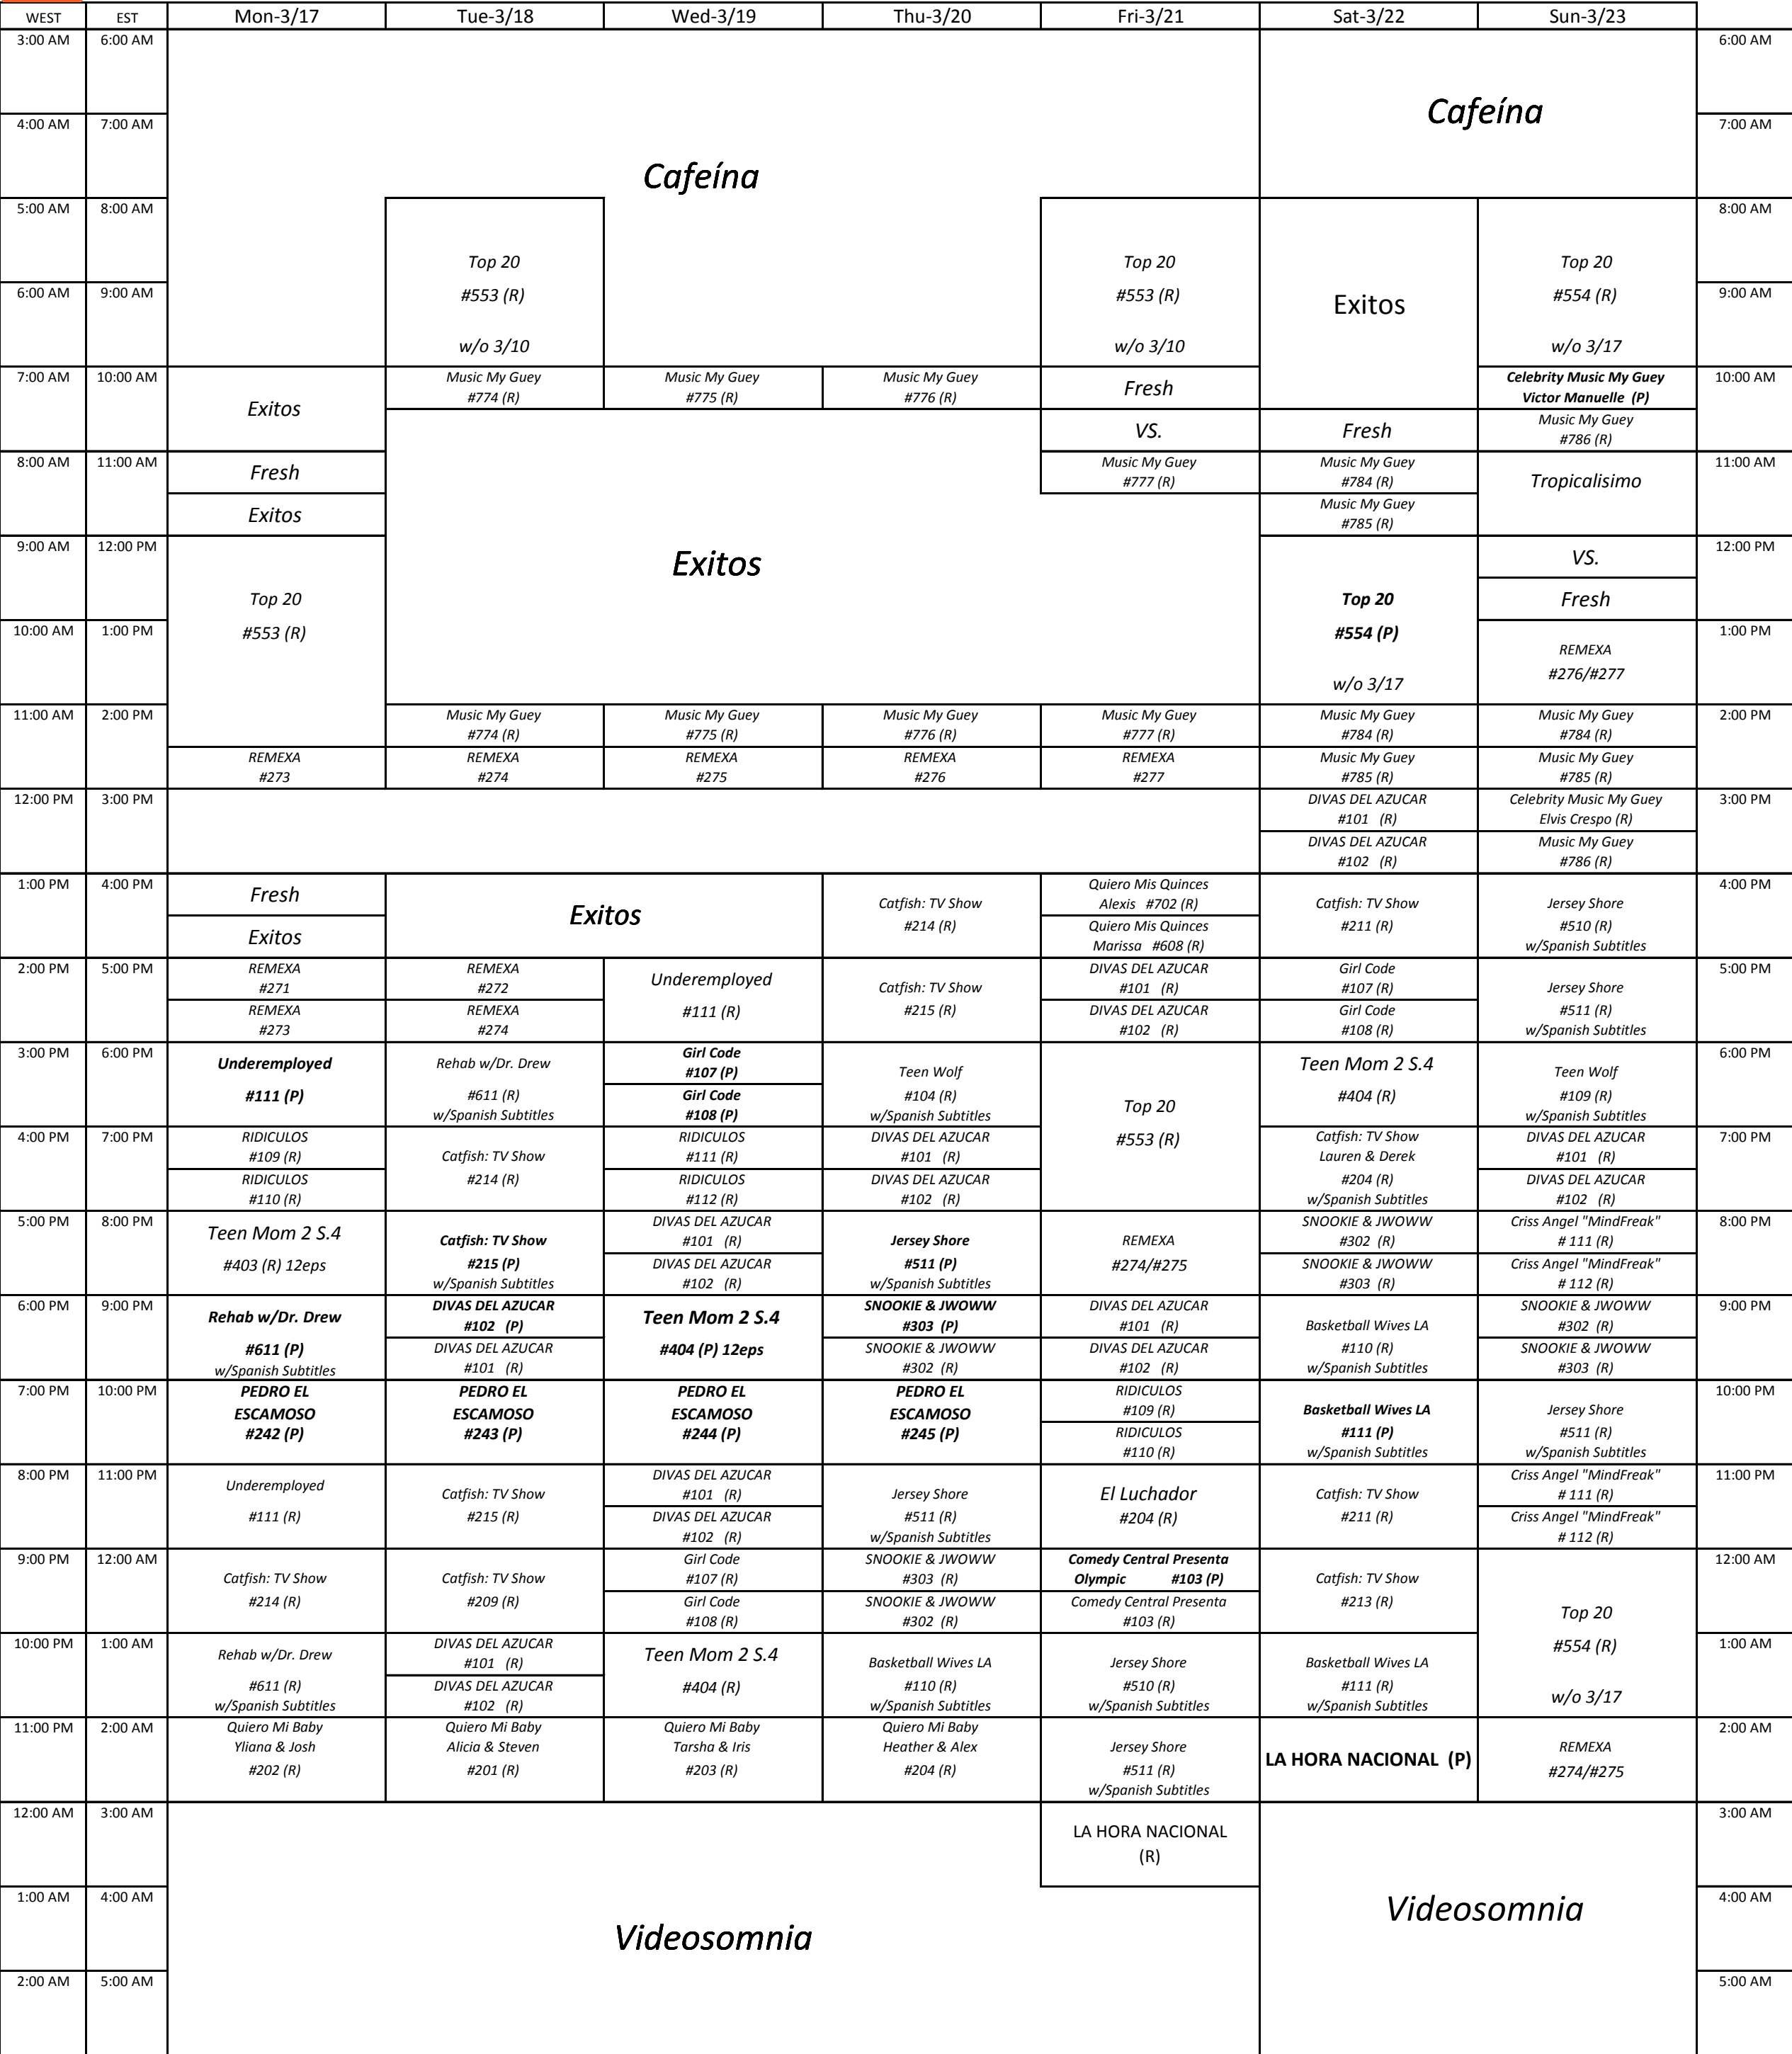 WEST EST Mon-3/17 Tue-3/18 Wed-3/19 Thu-3/20 Fri-3/21 Sat-3/22 Sun-3/23
3:00 AM 6:00 AM 6:00 AM
Cafeína
4:00 AM 7:00 AM 7:00 AM
Cafeína
5:00 AM 8:00 AM 8:00 AM
Top 20 Top 20 Top 20
6:00 AM 9:00 AM 9:00 AM
#553 (R) #553 (R) Exitos #554 (R)
w/o 3/10 w/o 3/10 w/o 3/17
7:00 AM 10:00 AM Music My Guey Music My Guey Music My Guey Celebrity Music My Guey 10:00 AM
Exitos #774 (R) #775 (R) #776 (R) Fresh Victor Manuelle (P)
VS. Fresh Music My Guey
#786 (R)
8:00 AM 11:00 AM Fresh Music My Guey Music My Guey Tropicalisimo 11:00 AM
#777 (R) #784 (R)
Exitos Music My Guey
#785 (R)
9:00 AM 12:00 PM VS. 12:00 PM
Exitos
Top 20 Top 20 Fresh
10:00 AM 1:00 PM #553 (R) #554 (P) 1:00 PM
REMEXA
#276/#277
w/o 3/17
11:00 AM 2:00 PM Music My Guey Music My Guey Music My Guey Music My Guey Music My Guey Music My Guey 2:00 PM
#774 (R) #775 (R) #776 (R) #777 (R) #784 (R) #784 (R)
REMEXA REMEXA REMEXA REMEXA REMEXA Music My Guey Music My Guey
#273 #274 #275 #276 #277 #785 (R) #785 (R)
12:00 PM 3:00 PM DIVAS DEL AZUCAR Celebrity Music My Guey 3:00 PM
#101 (R) Elvis Crespo (R)
DIVAS DEL AZUCAR Music My Guey
#102 (R) #786 (R)
1:00 PM 4:00 PM Fresh Exitos Catfish: TV Show Quiero Mis Quinces Catfish: TV Show Jersey Shore 4:00 PM
#214 (R) Alexis #702 (R) #211 (R) #510 (R)
Exitos Quiero Mis Quinces w/Spanish Subtitles
Marissa #608 (R)
2:00 PM 5:00 PM REMEXA REMEXA Underemployed Catfish: TV Show DIVAS DEL AZUCAR Girl Code Jersey Shore 5:00 PM
#271 #272 #111 (R) #215 (R) #101 (R) #107 (R) #511 (R)
REMEXA REMEXA DIVAS DEL AZUCAR Girl Code w/Spanish Subtitles
#273 #274 #102 (R) #108 (R)
3:00 PM 6:00 PM Underemployed Rehab w/Dr. Drew Girl Code Teen Wolf Teen Mom 2 S.4 Teen Wolf 6:00 PM
#111 (P) #611 (R) #107 (P) #104 (R) #404 (R) #109 (R)
w/Spanish Subtitles Girl Code w/Spanish Subtitles Top 20 w/Spanish Subtitles
#108 (P) #553 (R)
4:00 PM 7:00 PM RIDICULOS Catfish: TV Show RIDICULOS DIVAS DEL AZUCAR Catfish: TV Show DIVAS DEL AZUCAR 7:00 PM
#109 (R) #214 (R) #111 (R) #101 (R) Lauren & Derek #101 (R)
RIDICULOS RIDICULOS DIVAS DEL AZUCAR #204 (R) DIVAS DEL AZUCAR
#110 (R) #112 (R) #102 (R) w/Spanish Subtitles #102 (R)
5:00 PM 8:00 PM Teen Mom 2 S.4 Catfish: TV Show DIVAS DEL AZUCAR Jersey Shore REMEXA SNOOKIE & JWOWW Criss Angel "MindFreak" 8:00 PM
#403 (R) 12eps #215 (P) #101 (R) #511 (P) #274/#275 #302 (R) # 111 (R)
w/Spanish Subtitles DIVAS DEL AZUCAR w/Spanish Subtitles SNOOKIE & JWOWW Criss Angel "MindFreak"
#102 (R) #303 (R) # 112 (R)
6:00 PM 9:00 PM Rehab w/Dr. Drew DIVAS DEL AZUCAR Teen Mom 2 S.4 SNOOKIE & JWOWW DIVAS DEL AZUCAR Basketball Wives LA SNOOKIE & JWOWW 9:00 PM
#611 (P) #102 (P) #404 (P) 12eps #303 (P) #101 (R) #110 (R) #302 (R)
w/Spanish Subtitles DIVAS DEL AZUCAR SNOOKIE & JWOWW DIVAS DEL AZUCAR w/Spanish Subtitles SNOOKIE & JWOWW
#101 (R) #302 (R) #102 (R) #303 (R)
7:00 PM 10:00 PM PEDRO EL PEDRO EL PEDRO EL PEDRO EL RIDICULOS Basketball Wives LA Jersey Shore 10:00 PM
ESCAMOSO ESCAMOSO ESCAMOSO ESCAMOSO #109 (R) #111 (P) #511 (R)
#242 (P) #243 (P) #244 (P) #245 (P) RIDICULOS w/Spanish Subtitles w/Spanish Subtitles
#110 (R)
8:00 PM 11:00 PM Underemployed Catfish: TV Show DIVAS DEL AZUCAR Jersey Shore El Luchador Catfish: TV Show Criss Angel "MindFreak" 11:00 PM
#111 (R) #215 (R) #101 (R) #511 (R) #204 (R) #211 (R) # 111 (R)
DIVAS DEL AZUCAR w/Spanish Subtitles Criss Angel "MindFreak"
#102 (R) # 112 (R)
9:00 PM 12:00 AM Catfish: TV Show Catfish: TV Show Girl Code SNOOKIE & JWOWW Comedy Central Presenta Catfish: TV Show 12:00 AM
#214 (R) #209 (R) #107 (R) #303 (R) Olympic #103 (P) #213 (R)
Girl Code SNOOKIE & JWOWW Comedy Central Presenta Top 20
#108 (R) #302 (R) #103 (R)
10:00 PM 1:00 AM Rehab w/Dr. Drew DIVAS DEL AZUCAR Teen Mom 2 S.4 Basketball Wives LA Jersey Shore Basketball Wives LA #554 (R) 1:00 AM
#611 (R) #101 (R) #404 (R) #110 (R) #510 (R) #111 (R)
w/Spanish Subtitles DIVAS DEL AZUCAR w/Spanish Subtitles w/Spanish Subtitles w/Spanish Subtitles w/o 3/17
#102 (R)
11:00 PM 2:00 AM Quiero Mi Baby Quiero Mi Baby Quiero Mi Baby Quiero Mi Baby Jersey Shore LA HORA NACIONAL (P) REMEXA 2:00 AM
Yliana & Josh Alicia & Steven Tarsha & Iris Heather & Alex #511 (R) #274/#275
#202 (R) #201 (R) #203 (R) #204 (R) w/Spanish Subtitles
12:00 AM 3:00 AM LA HORA NACIONAL 3:00 AM
(R)
1:00 AM 4:00 AM 4:00 AM
Videosomnia Videosomnia
2:00 AM 5:00 AM 5:00 AM